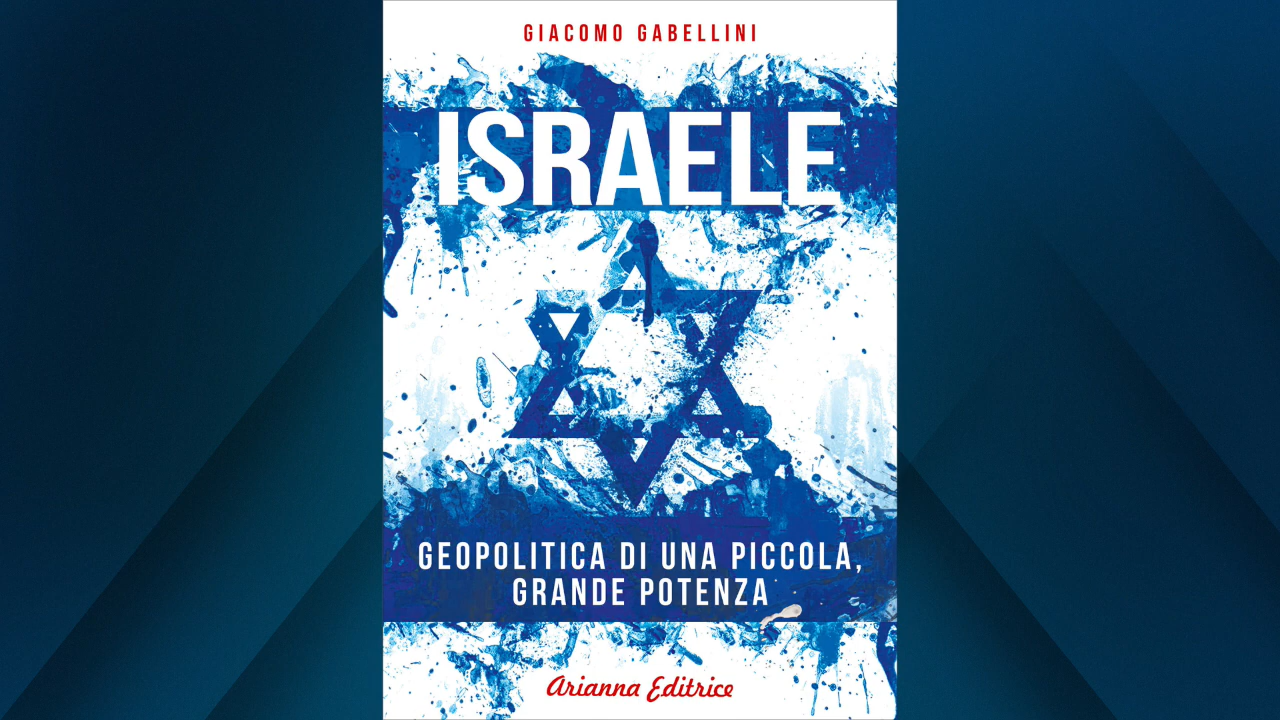 GIACOMO GABELLINI
ISRAELE
GEOPOLITICA DI UNA PICCOLA,
GRANDE POTENZA
Arianna Editrice